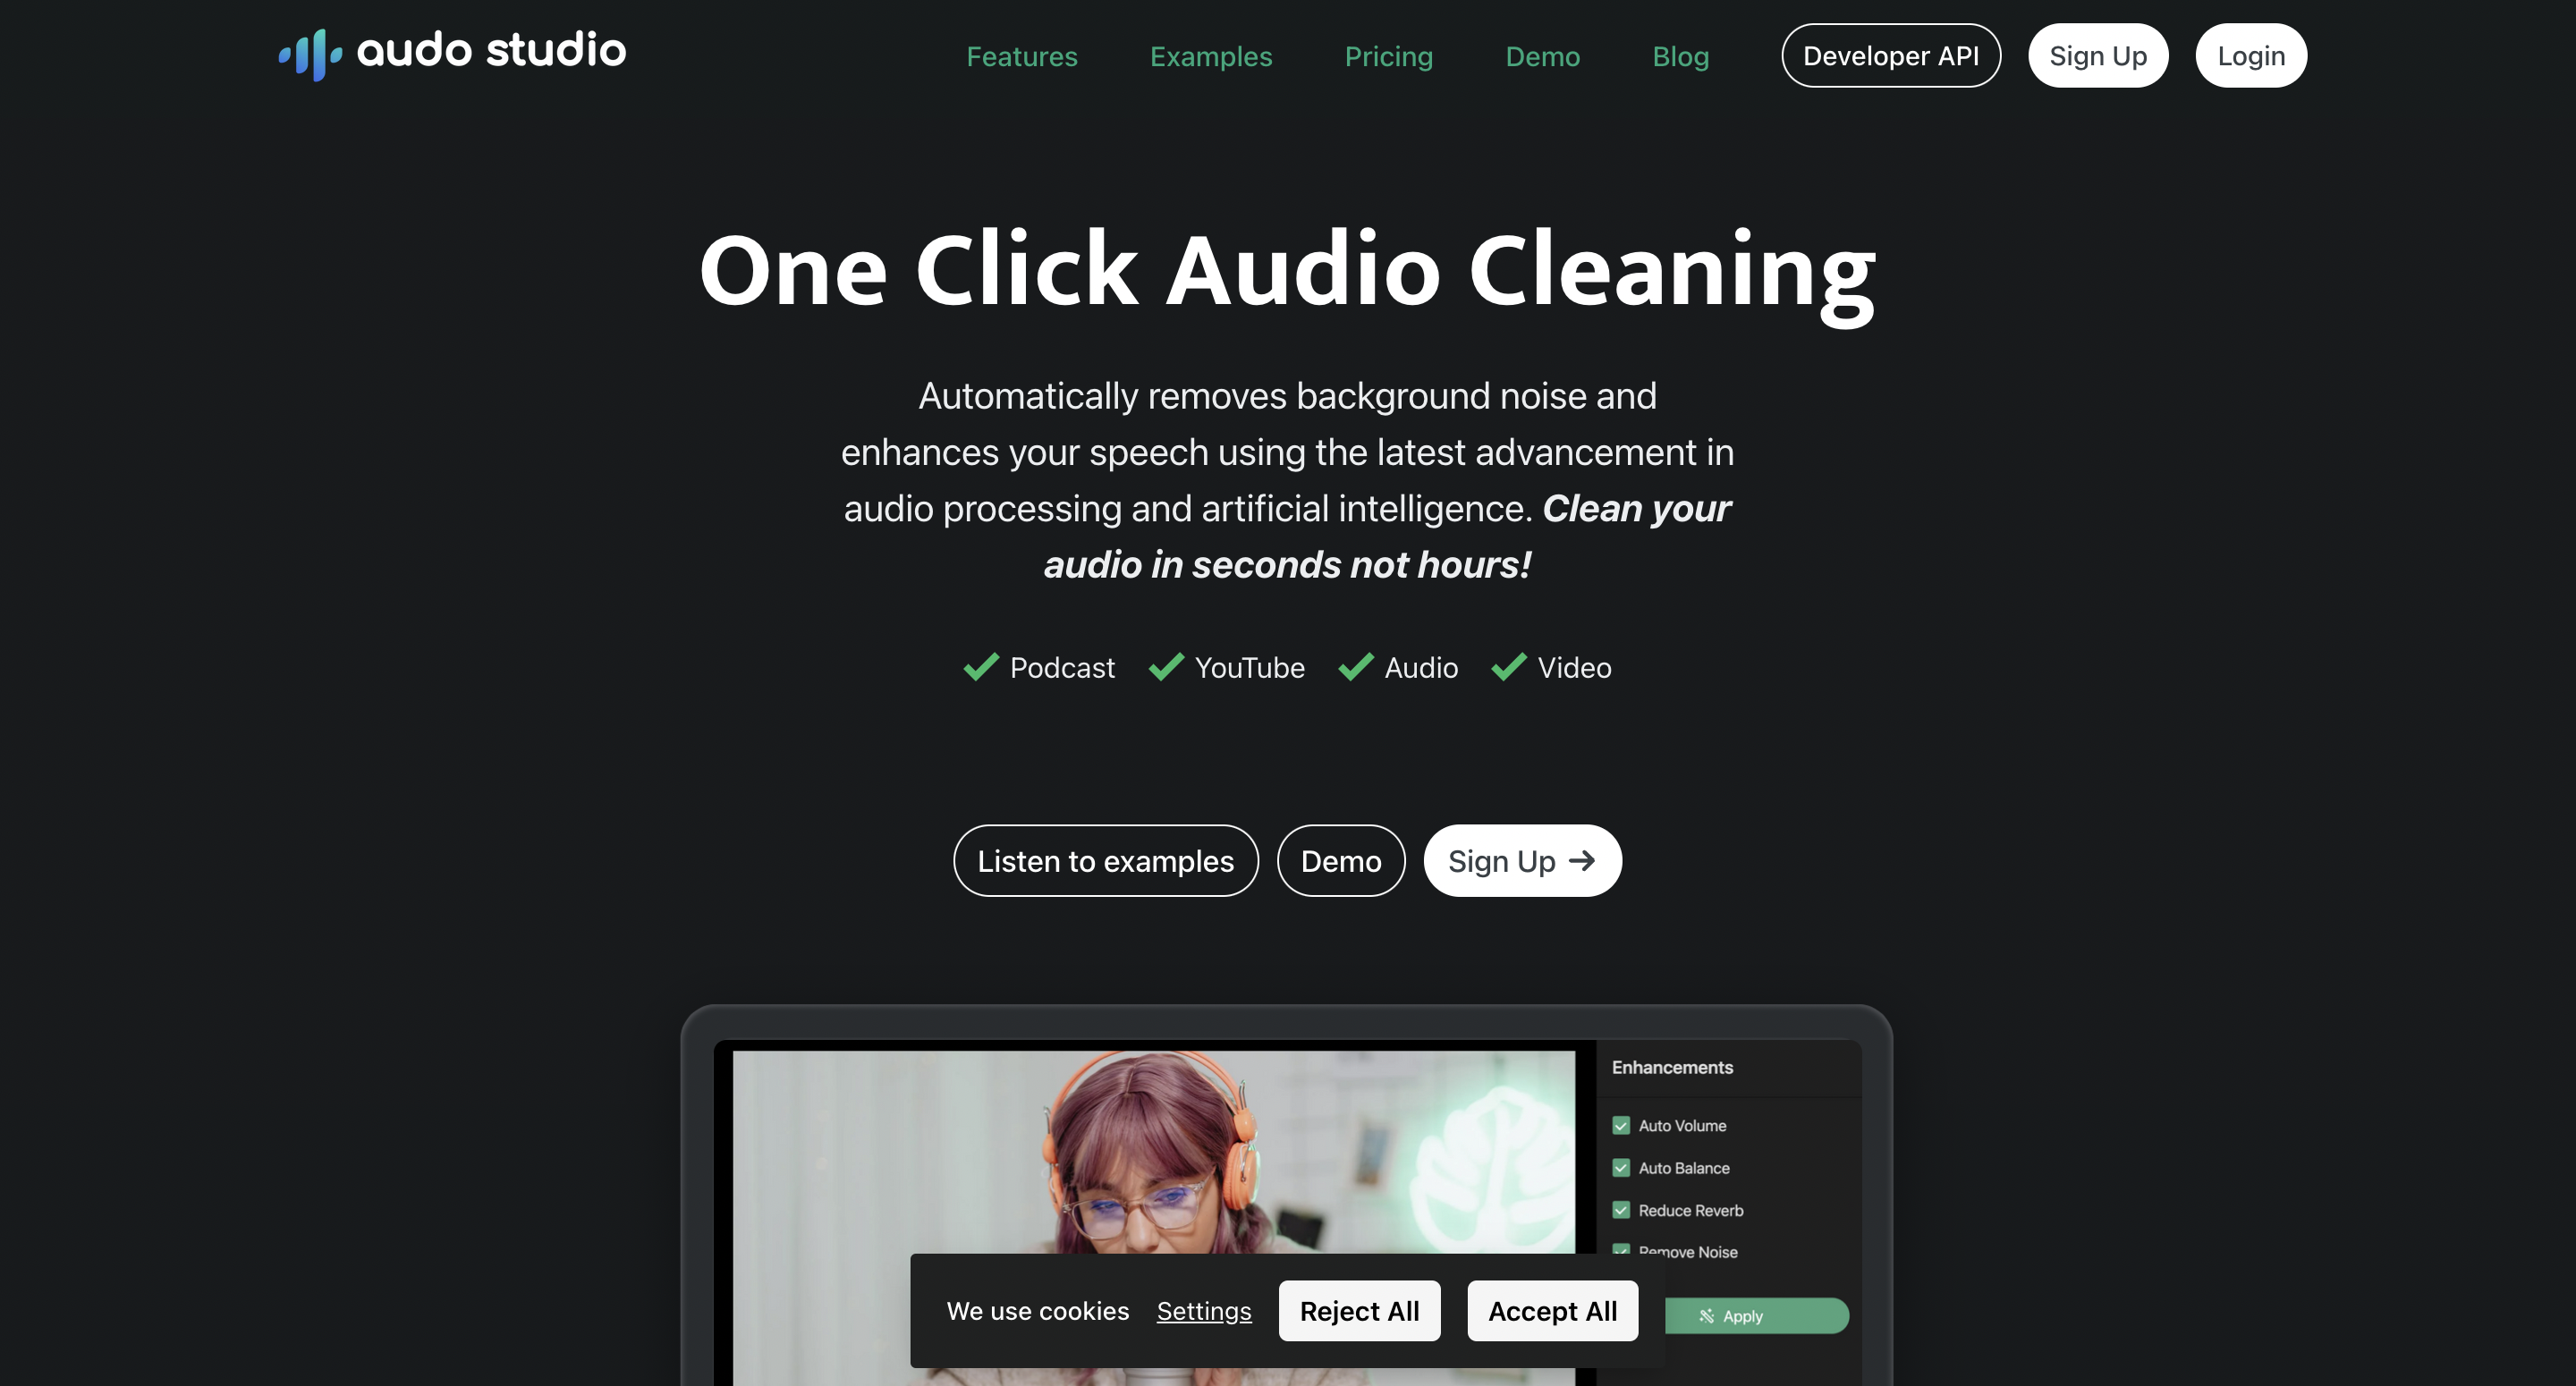 audo studio
Features
Examples
Pricing
Demo
Blog
Developer API
Sign Up
Login
One Click Audio Cleaning
Automatically removes background noise and
enhances your speech using the latest advancement in
audio processing and artificial intelligence. Clean your
audio in seconds not hours!
Podcast
YouTube
Audio
Video
Listen to examples
Demo
Sign Up
Enhancements
Auto Volume
Auto Balance
Reduce Reverb
Remove Noise
Apply
We use cookies
Settings
Reject All
Accept All